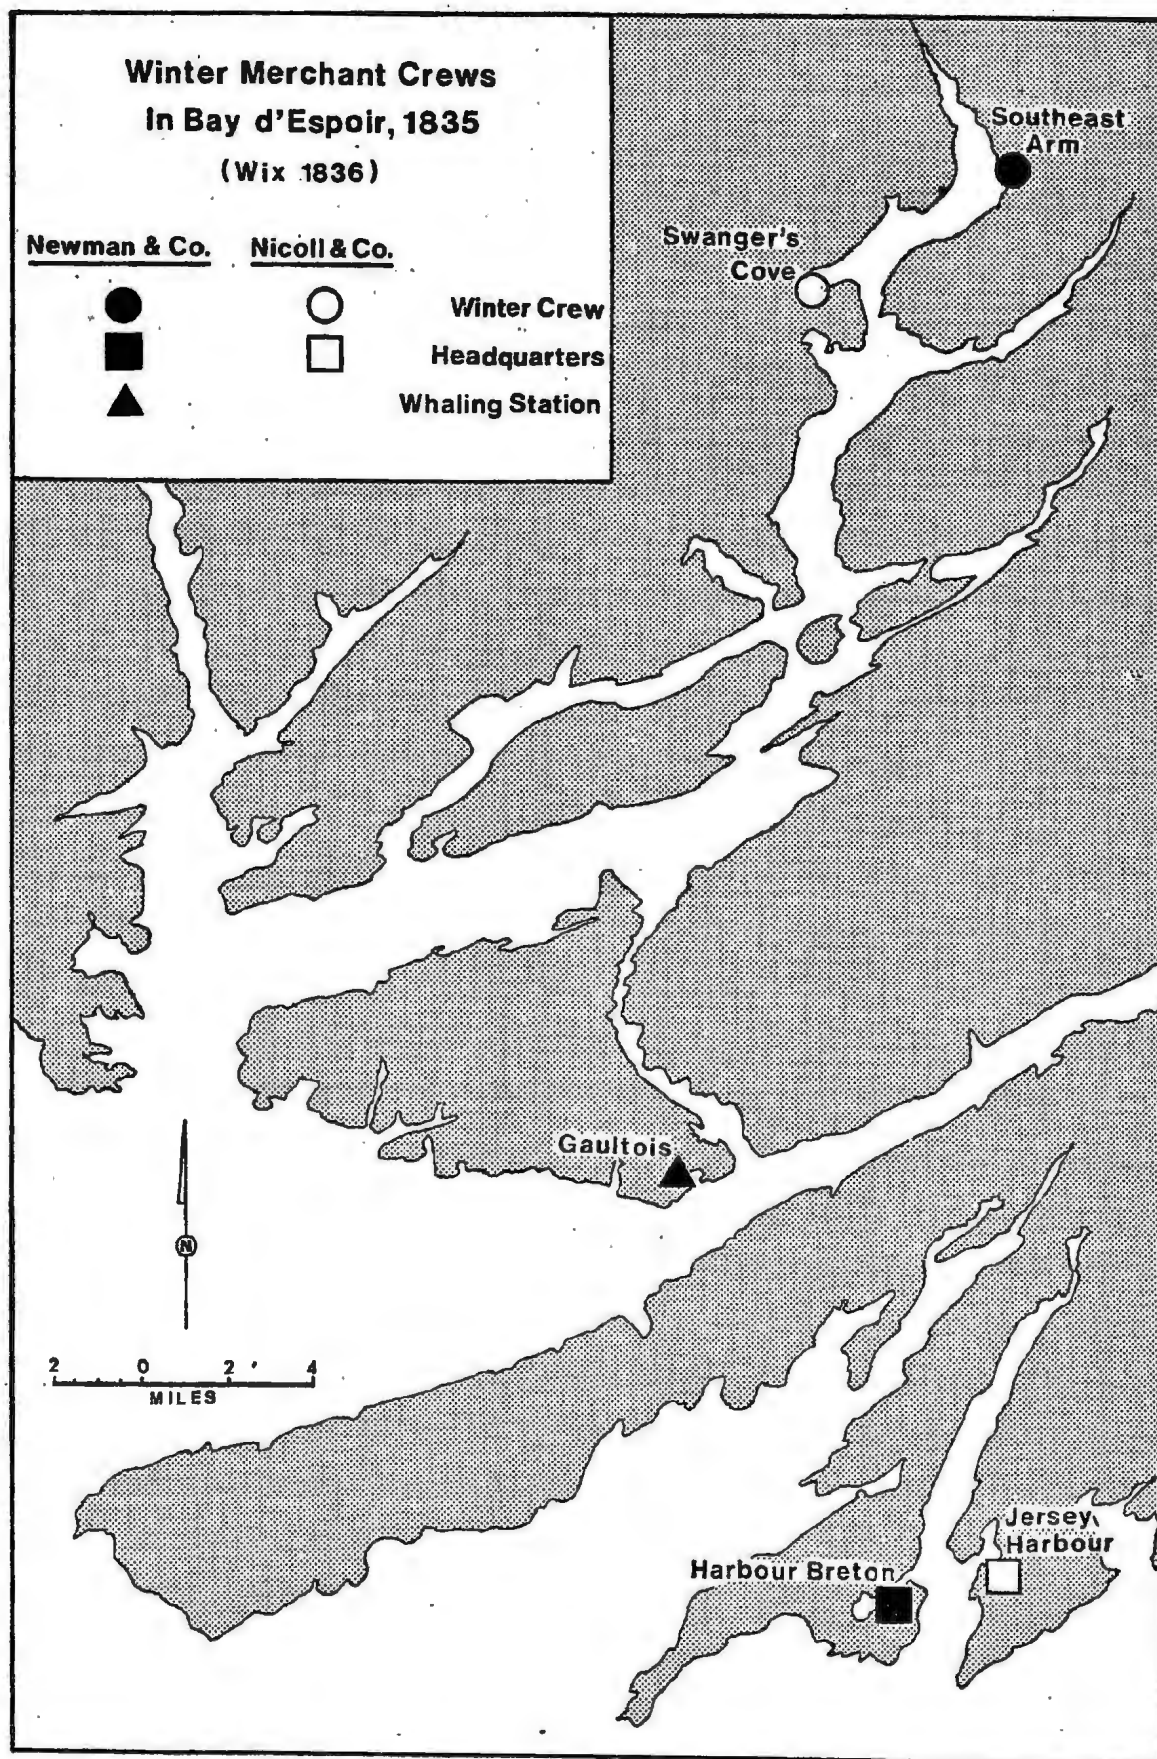 Winter Merchant Crews
In Bay d'Espoir, 1835
(Wix 1836)
Newman & Co. Nicoll & Co.
Winter Crew
Headquarters
Whaling Station
Southeast
Arm
Swanger's
Cove
Gaultois
N
2 0 2 4
MILES
Jersey
Harbour
Harbour Breton